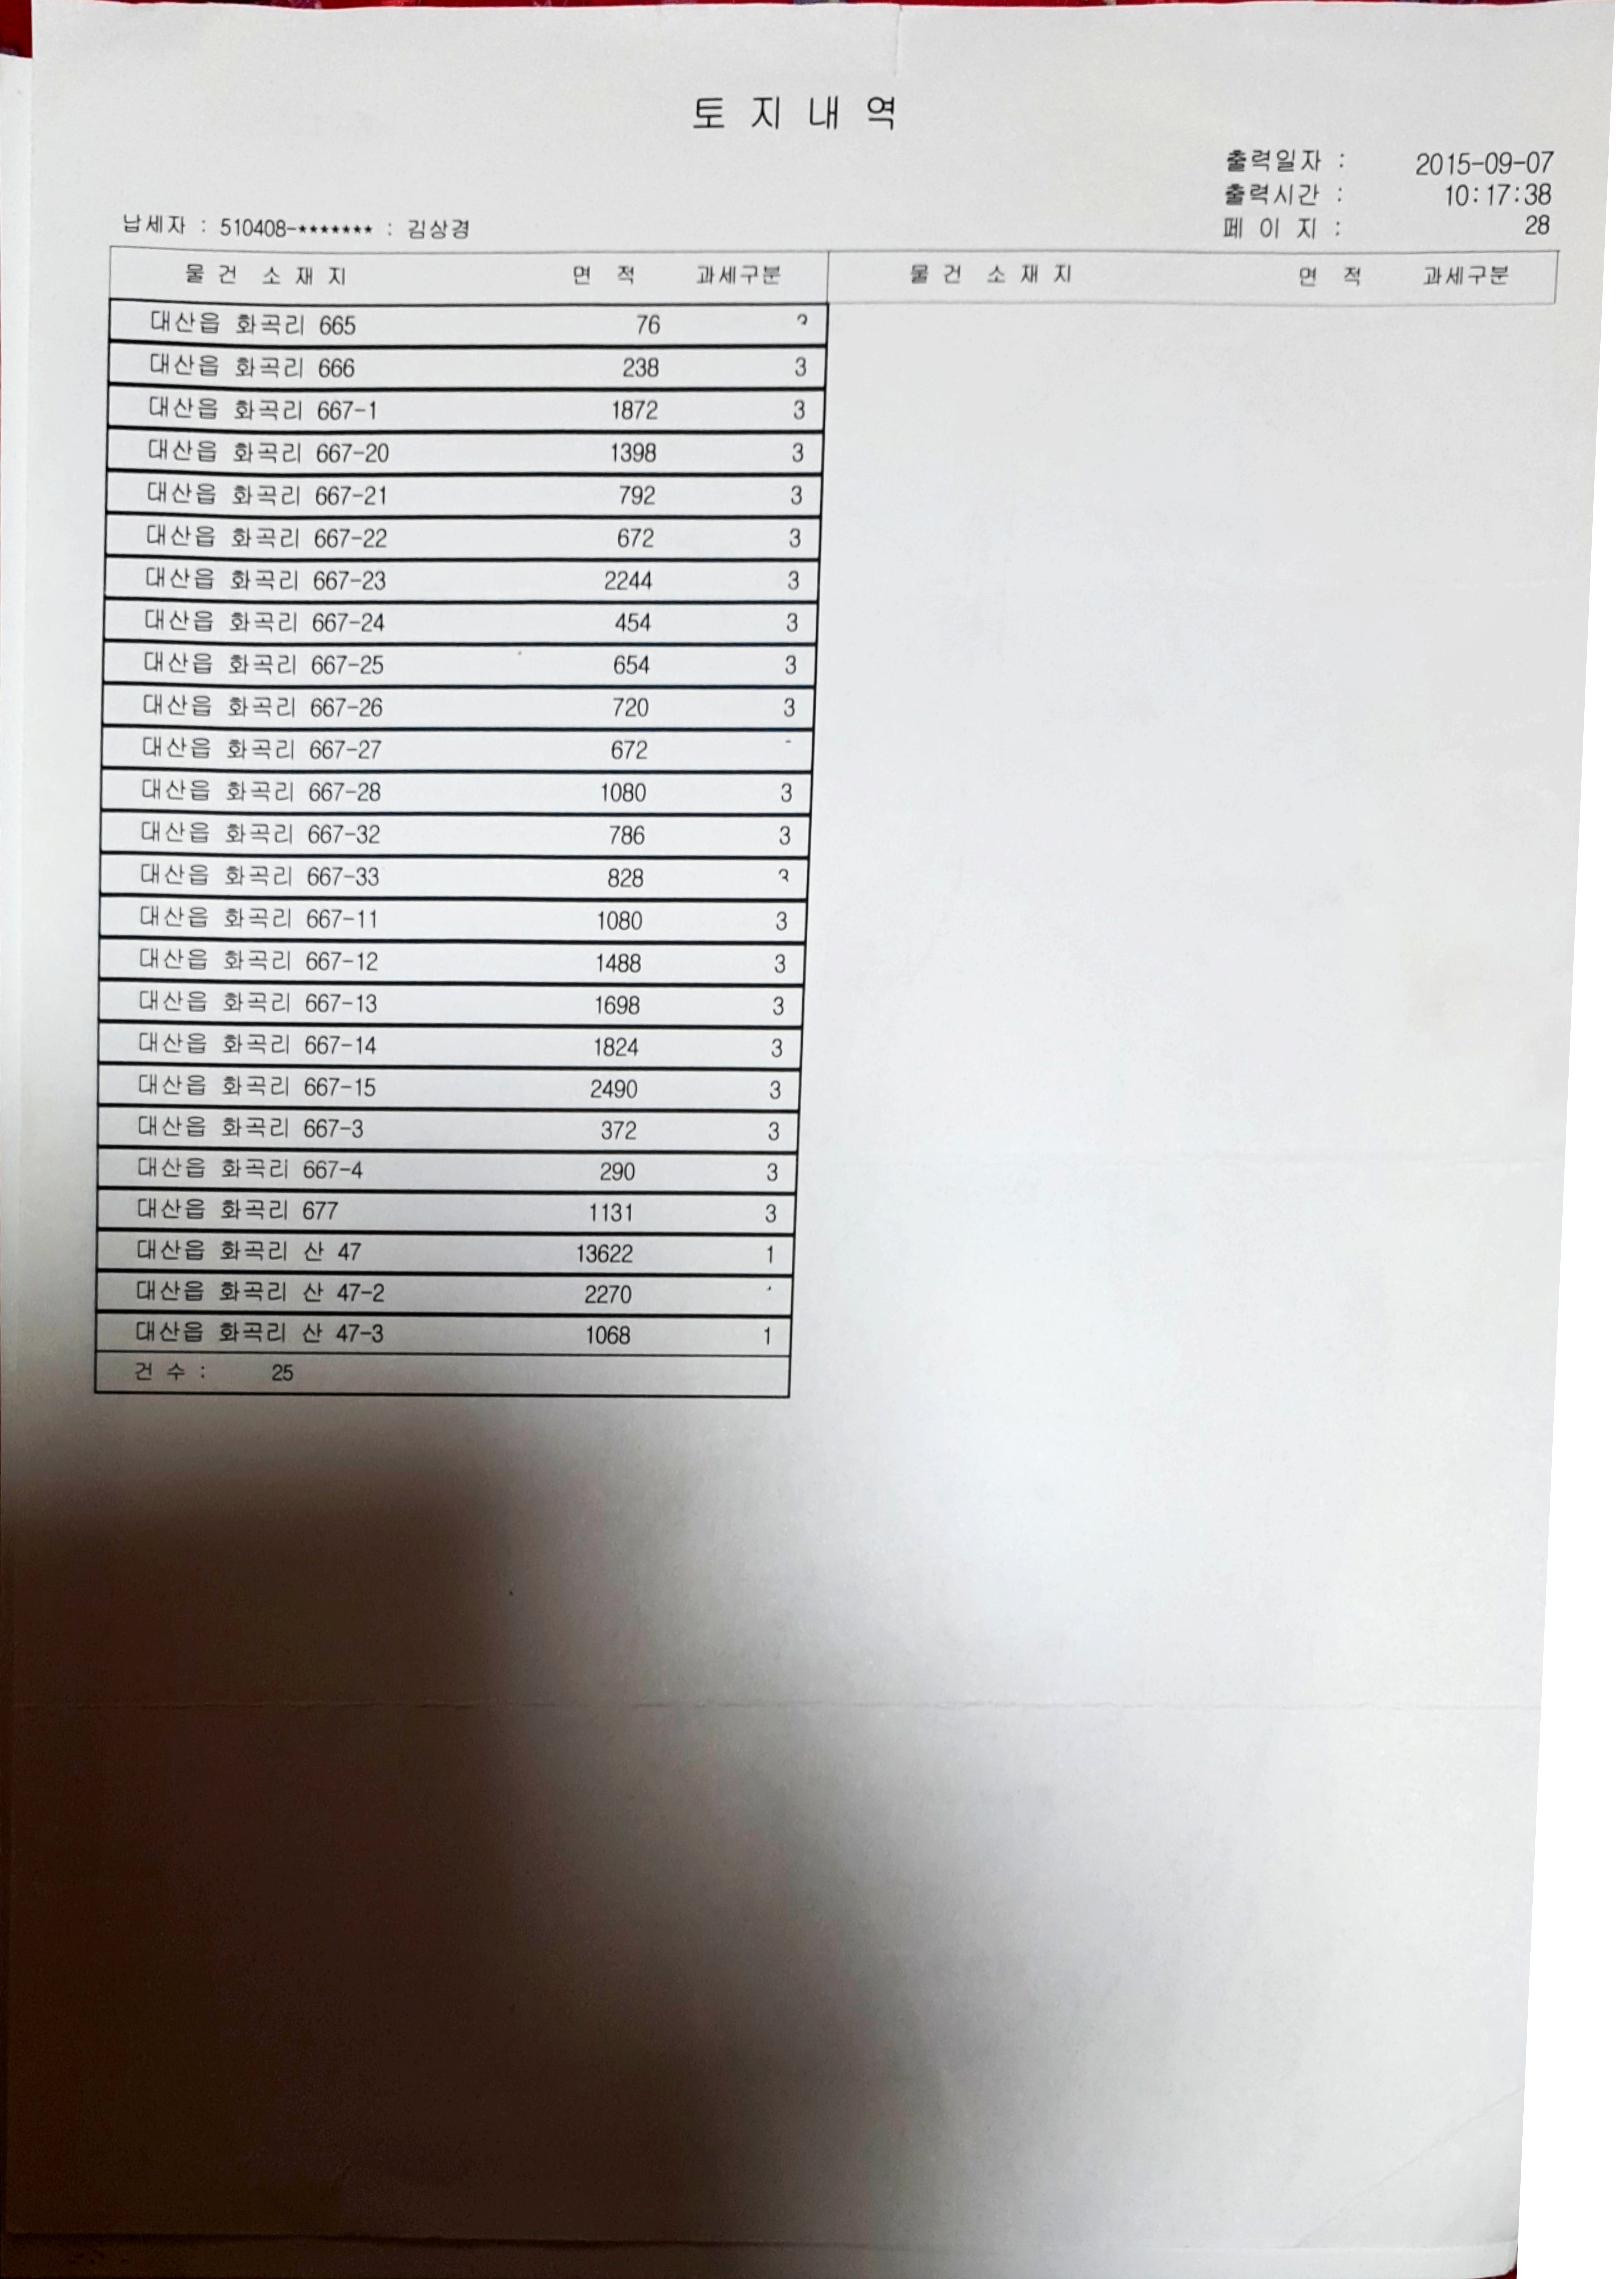 토 지 내 역
출력일자 : 2015-09-07
출력시간 : 10:17:38
페 이 지 : 28
납세자 : 510408-******* : 김상경
물 건 소 재 지 면 적 과세구분 물 건 소 재 지 면 적 과세구분
대산읍 화곡리 665 76
대산읍 화곡리 666 238 3
대산읍 화곡리 667-1 1872 3
대산읍 화곡리 667-20 1398 3
대산읍 화곡리 667-21 792 3
대산읍 화곡리 667-22 672 3
대산읍 화곡리 667-23 2244 3
대산읍 화곡리 667-24 454 3
대산읍 화곡리 667-25 654 3
대산읍 화곡리 667-26 720 3
대산읍 화곡리 667-27 672
대산읍 화곡리 667-28 1080 3
대산읍 화곡리 667-32 786 3
대산읍 화곡리 667-33 828
대산읍 화곡리 667-11 1080 3
대산읍 화곡리 667-12 1488 3
대산읍 화곡리 667-13 1698 3
대산읍 화곡리 667-14 1824 3
대산읍 화곡리 667-15 2490 3
대산읍 화곡리 667-3 372 3
대산읍 화곡리 667-4 290 3
대산읍 화곡리 677 1131 3
대산읍 화곡리 산 47 13622 1
대산읍 화곡리 산 47-2 2270
대산읍 화곡리 산 47-3 1068 1
건 수 : 25